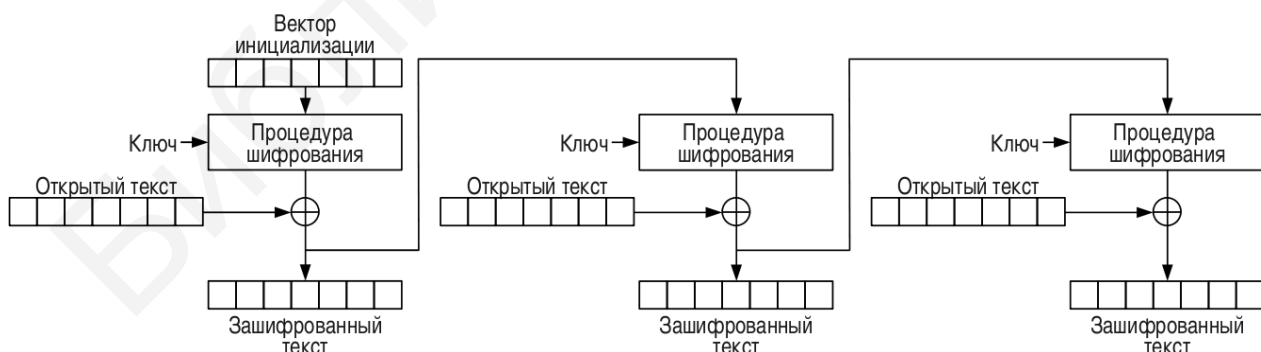 Вектор
инициализации
Ключ
Процедура
шифрования
Ключ
Процедура
шифрования
Ключ
Процедура
шифрования
Открытый текст
Открытый текст
Открытый текст
Зашифрованный
текст
Зашифрованный
текст
Зашифрованный
текст